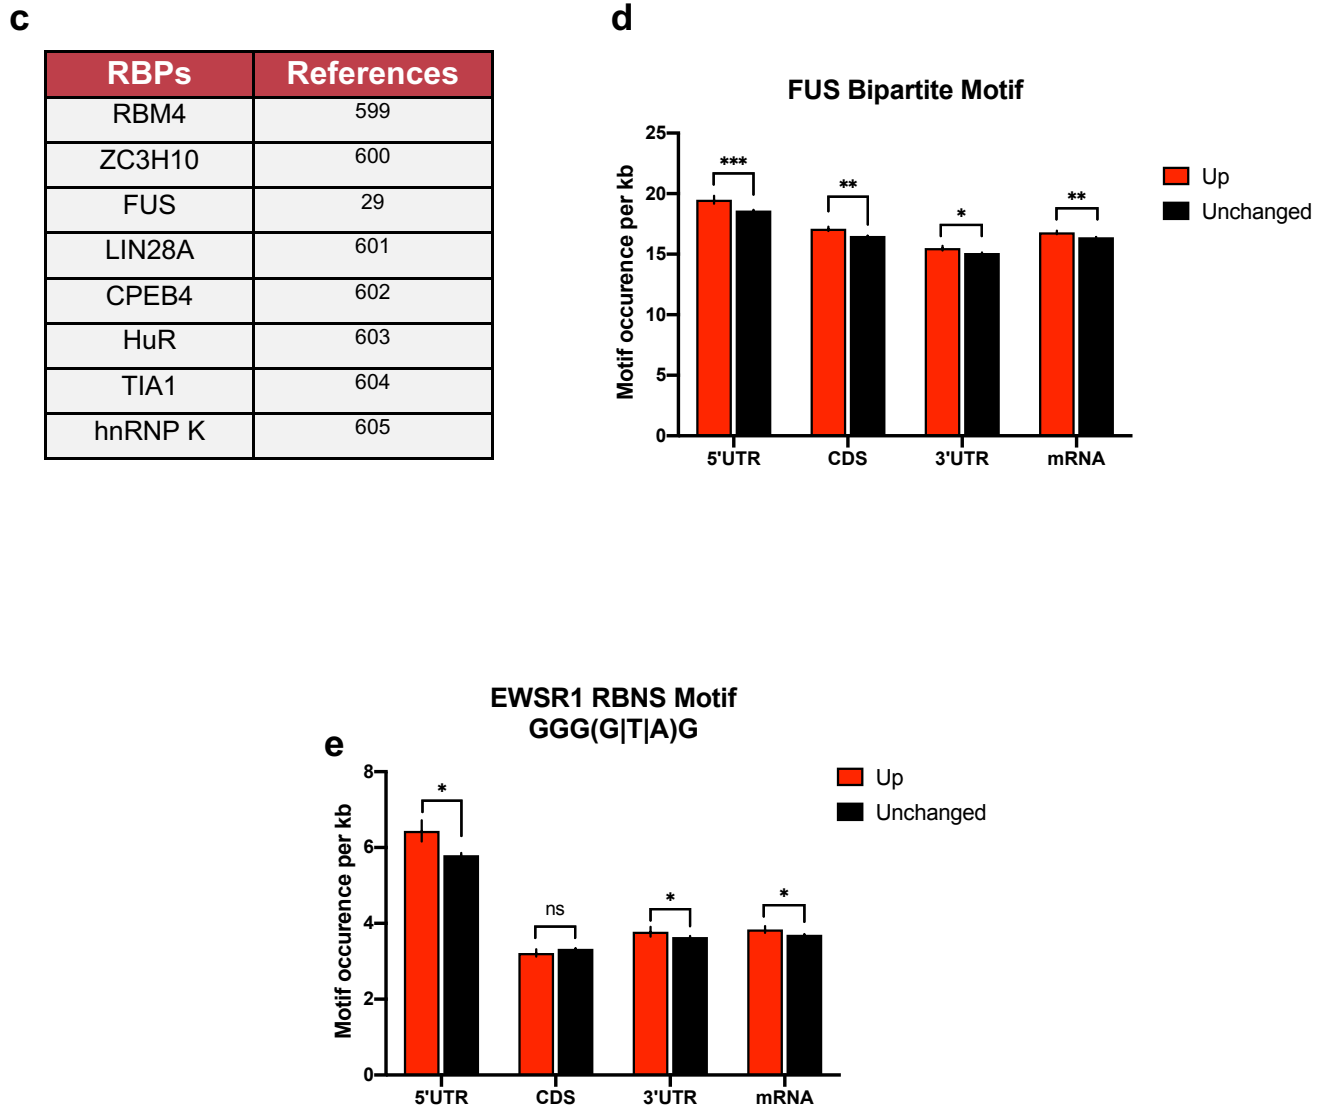 c
RBPs References
RBM4 599
ZC3H10 600
FUS 29
LIN28A 601
CPEB4 602
HuR 603
TIA1 604
hnRNP K 605
d
FUS Bipartite Motif
Motif occurence per kb
25
20
15
10
5
0
***
**
*
**
5'UTR CDS 3'UTR mRNA
Up
Unchanged
e
EWSR1 RBNS Motif
GGG(G|T|A)G
Motif occurence per kb
8
6
4
2
0
*
ns
*
*
5'UTR CDS 3'UTR mRNA
Up
Unchanged